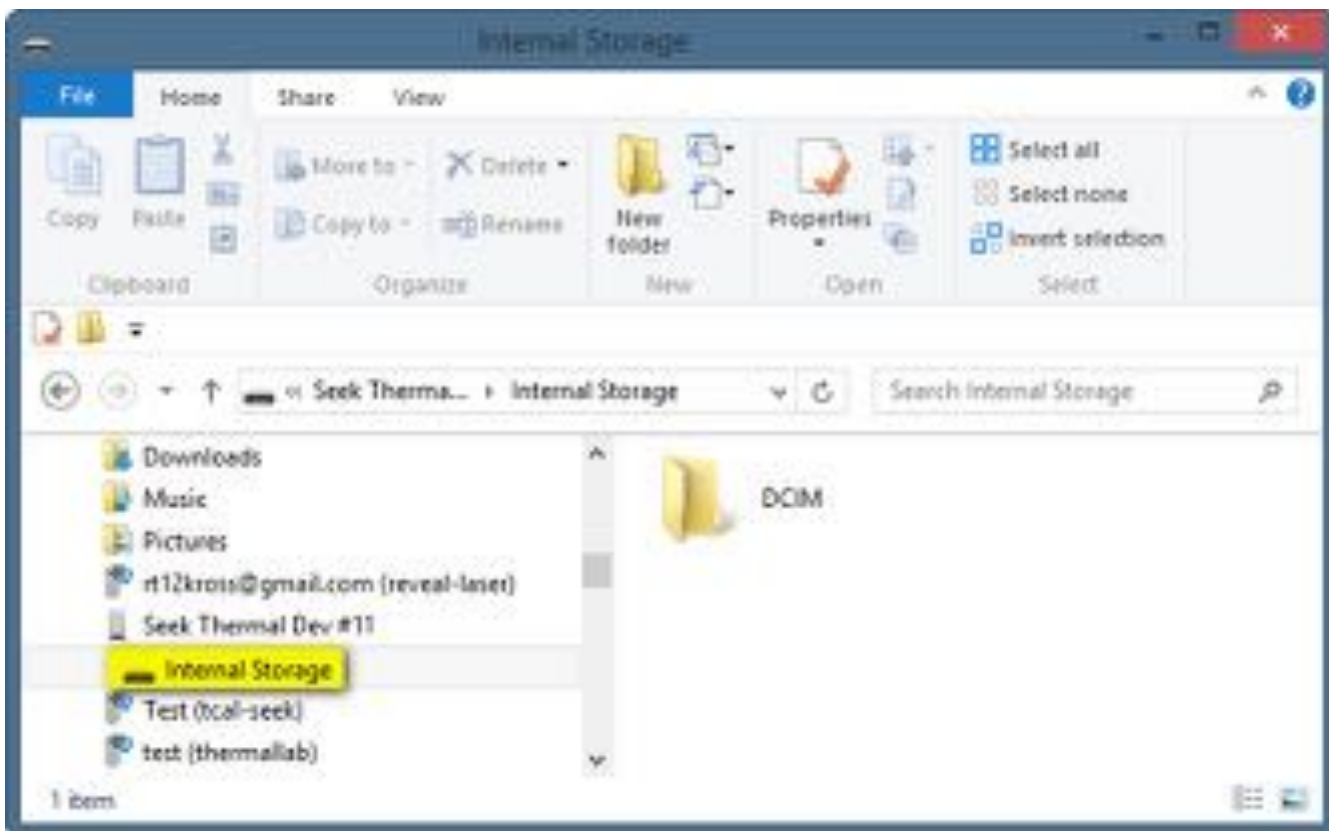 Internal Storage
File Home Share View
Copy Paste Move to Copy to Delete Rename New folder Properties Select all Select none Invert selection
Clipboard Organize New Open Select
« Seek Therma... Internal Storage Search Internal Storage
Downloads
Music
Pictures
rt12kross@gmail.com (reveal-laser)
Seek Thermal Dev #11
Internal Storage
Test (tcal-seek)
test (thermallab)
DCIM
1 item